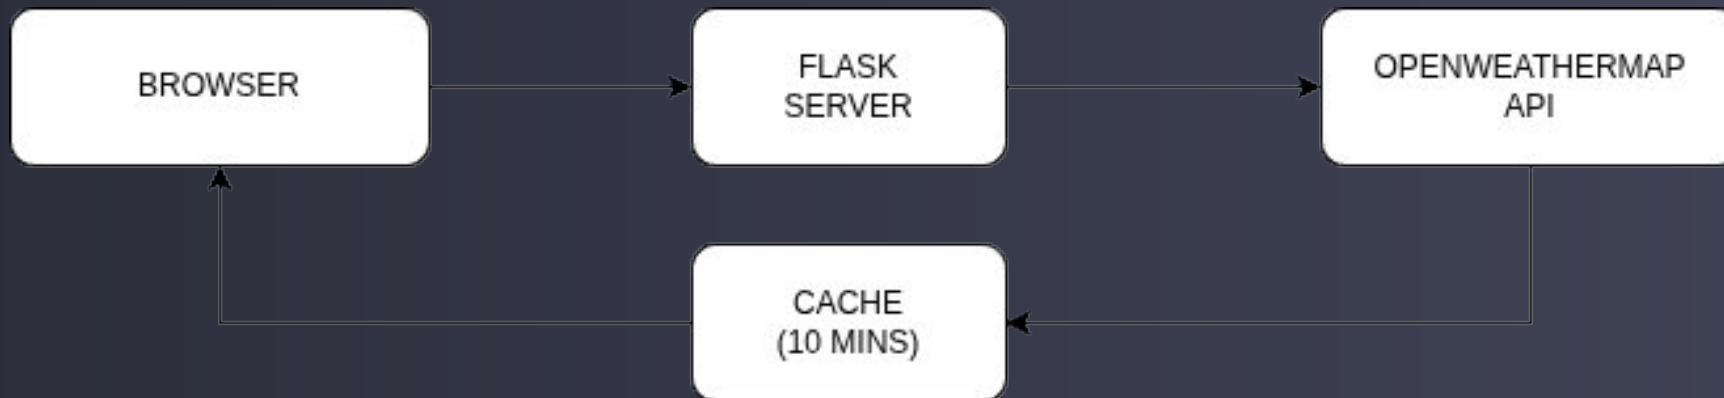 BROWSER
FLASK
SERVER
OPENWEATHERMAP
API
CACHE
(10 MINS)